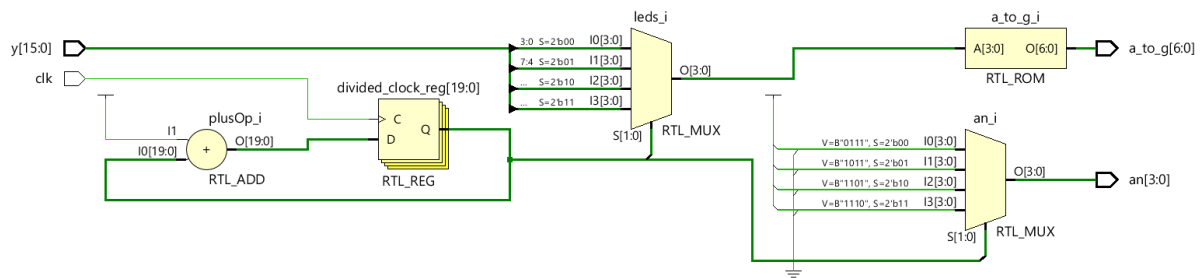 leds_i
a_to_g_i
y[15:0]
3:0 S=2'b00 I0[3:0]
7:4 S=2'b01 I1[3:0]
... S=2'b10 I2[3:0]
... S=2'b11 I3[3:0]
O[3:0]
S[1:0]
RTL_MUX
A[3:0] O[6:0]
RTL_ROM
a_to_g[6:0]
clk
divided_clock_reg[19:0]
C
D
Q
RTL_REG
plusOp_i
I1
I0[19:0]
+
O[19:0]
RTL_ADD
an_i
V=B"0111", S=2'b00 I0[3:0]
V=B"1011", S=2'b01 I1[3:0]
V=B"1101", S=2'b10 I2[3:0]
V=B"1110", S=2'b11 I3[3:0]
O[3:0]
S[1:0]
RTL_MUX
an[3:0]